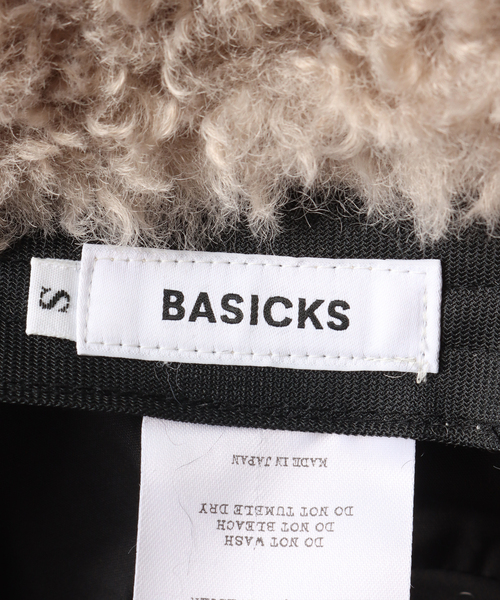 S
BASICKS
MADE IN JAPAN
DO NOT TUMBLE DRY
DO NOT BLEACH
DO NOT WASH